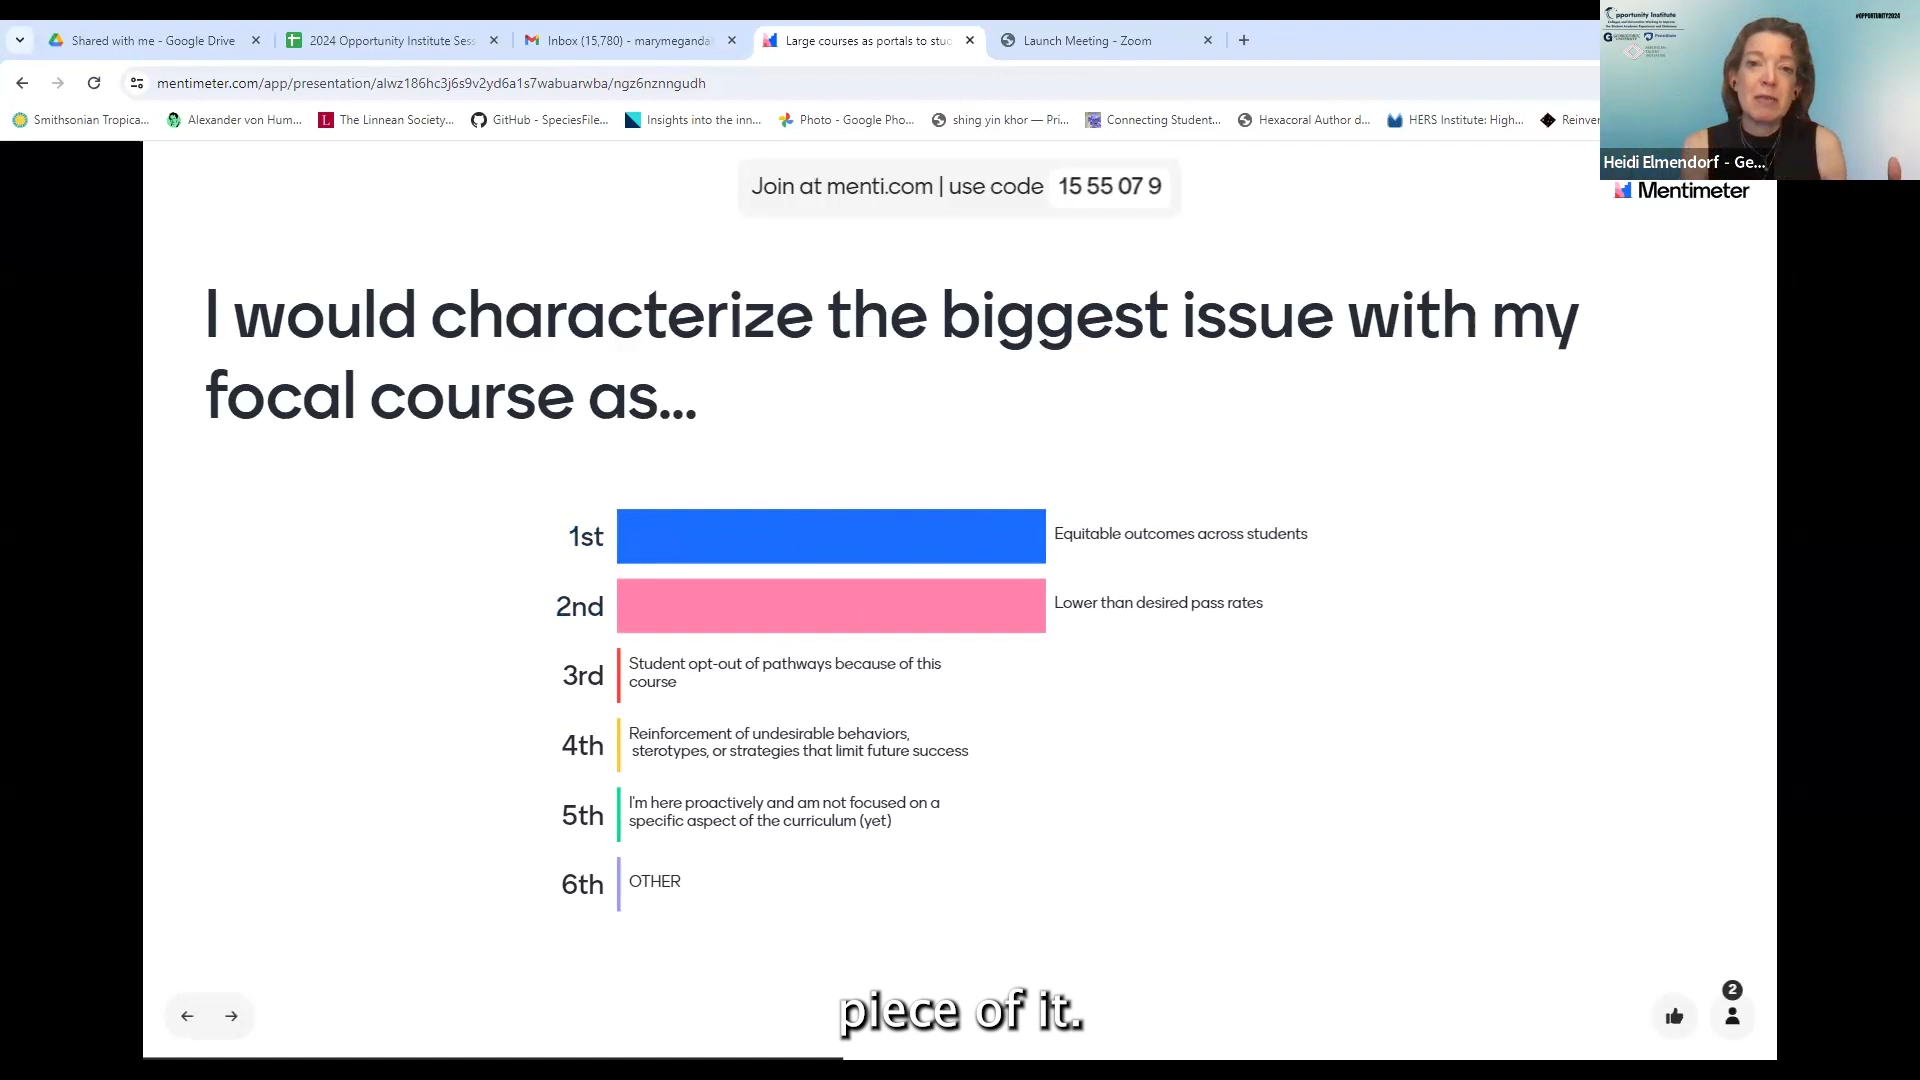 Shared with me - Google Drive
2024 Opportunity Institute Sess
Inbox (15,780) - marymeganda
Large courses as portals to stud
Launch Meeting - Zoom
mentimeter.com/app/presentation/alwz186hc3j6s9v2yd6a1s7wabuarwba/ngz6nznngudh
Smithsonian Tropica...
Alexander von Hum...
L
The Linnean Society...
GitHub - SpeciesFile...
Insights into the inn...
Photo - Google Pho...
shing yin khor — Pri...
Connecting Student...
Hexacoral Author d...
HERS Institute: High...
Reinver
Opportunity Institute
#OPPORTUNITY2024
Heidi Elmendorf - Ge...
Join at menti.com | use code 15 55 07 9
Mentimeter
I would characterize the biggest issue with my
focal course as...
1st
Equitable outcomes across students
2nd
Lower than desired pass rates
3rd
Student opt-out of pathways because of this
course
4th
Reinforcement of undesirable behaviors,
sterotypes, or strategies that limit future success
5th
I'm here proactively and am not focused on a
specific aspect of the curriculum (yet)
6th
OTHER
piece of it.
2